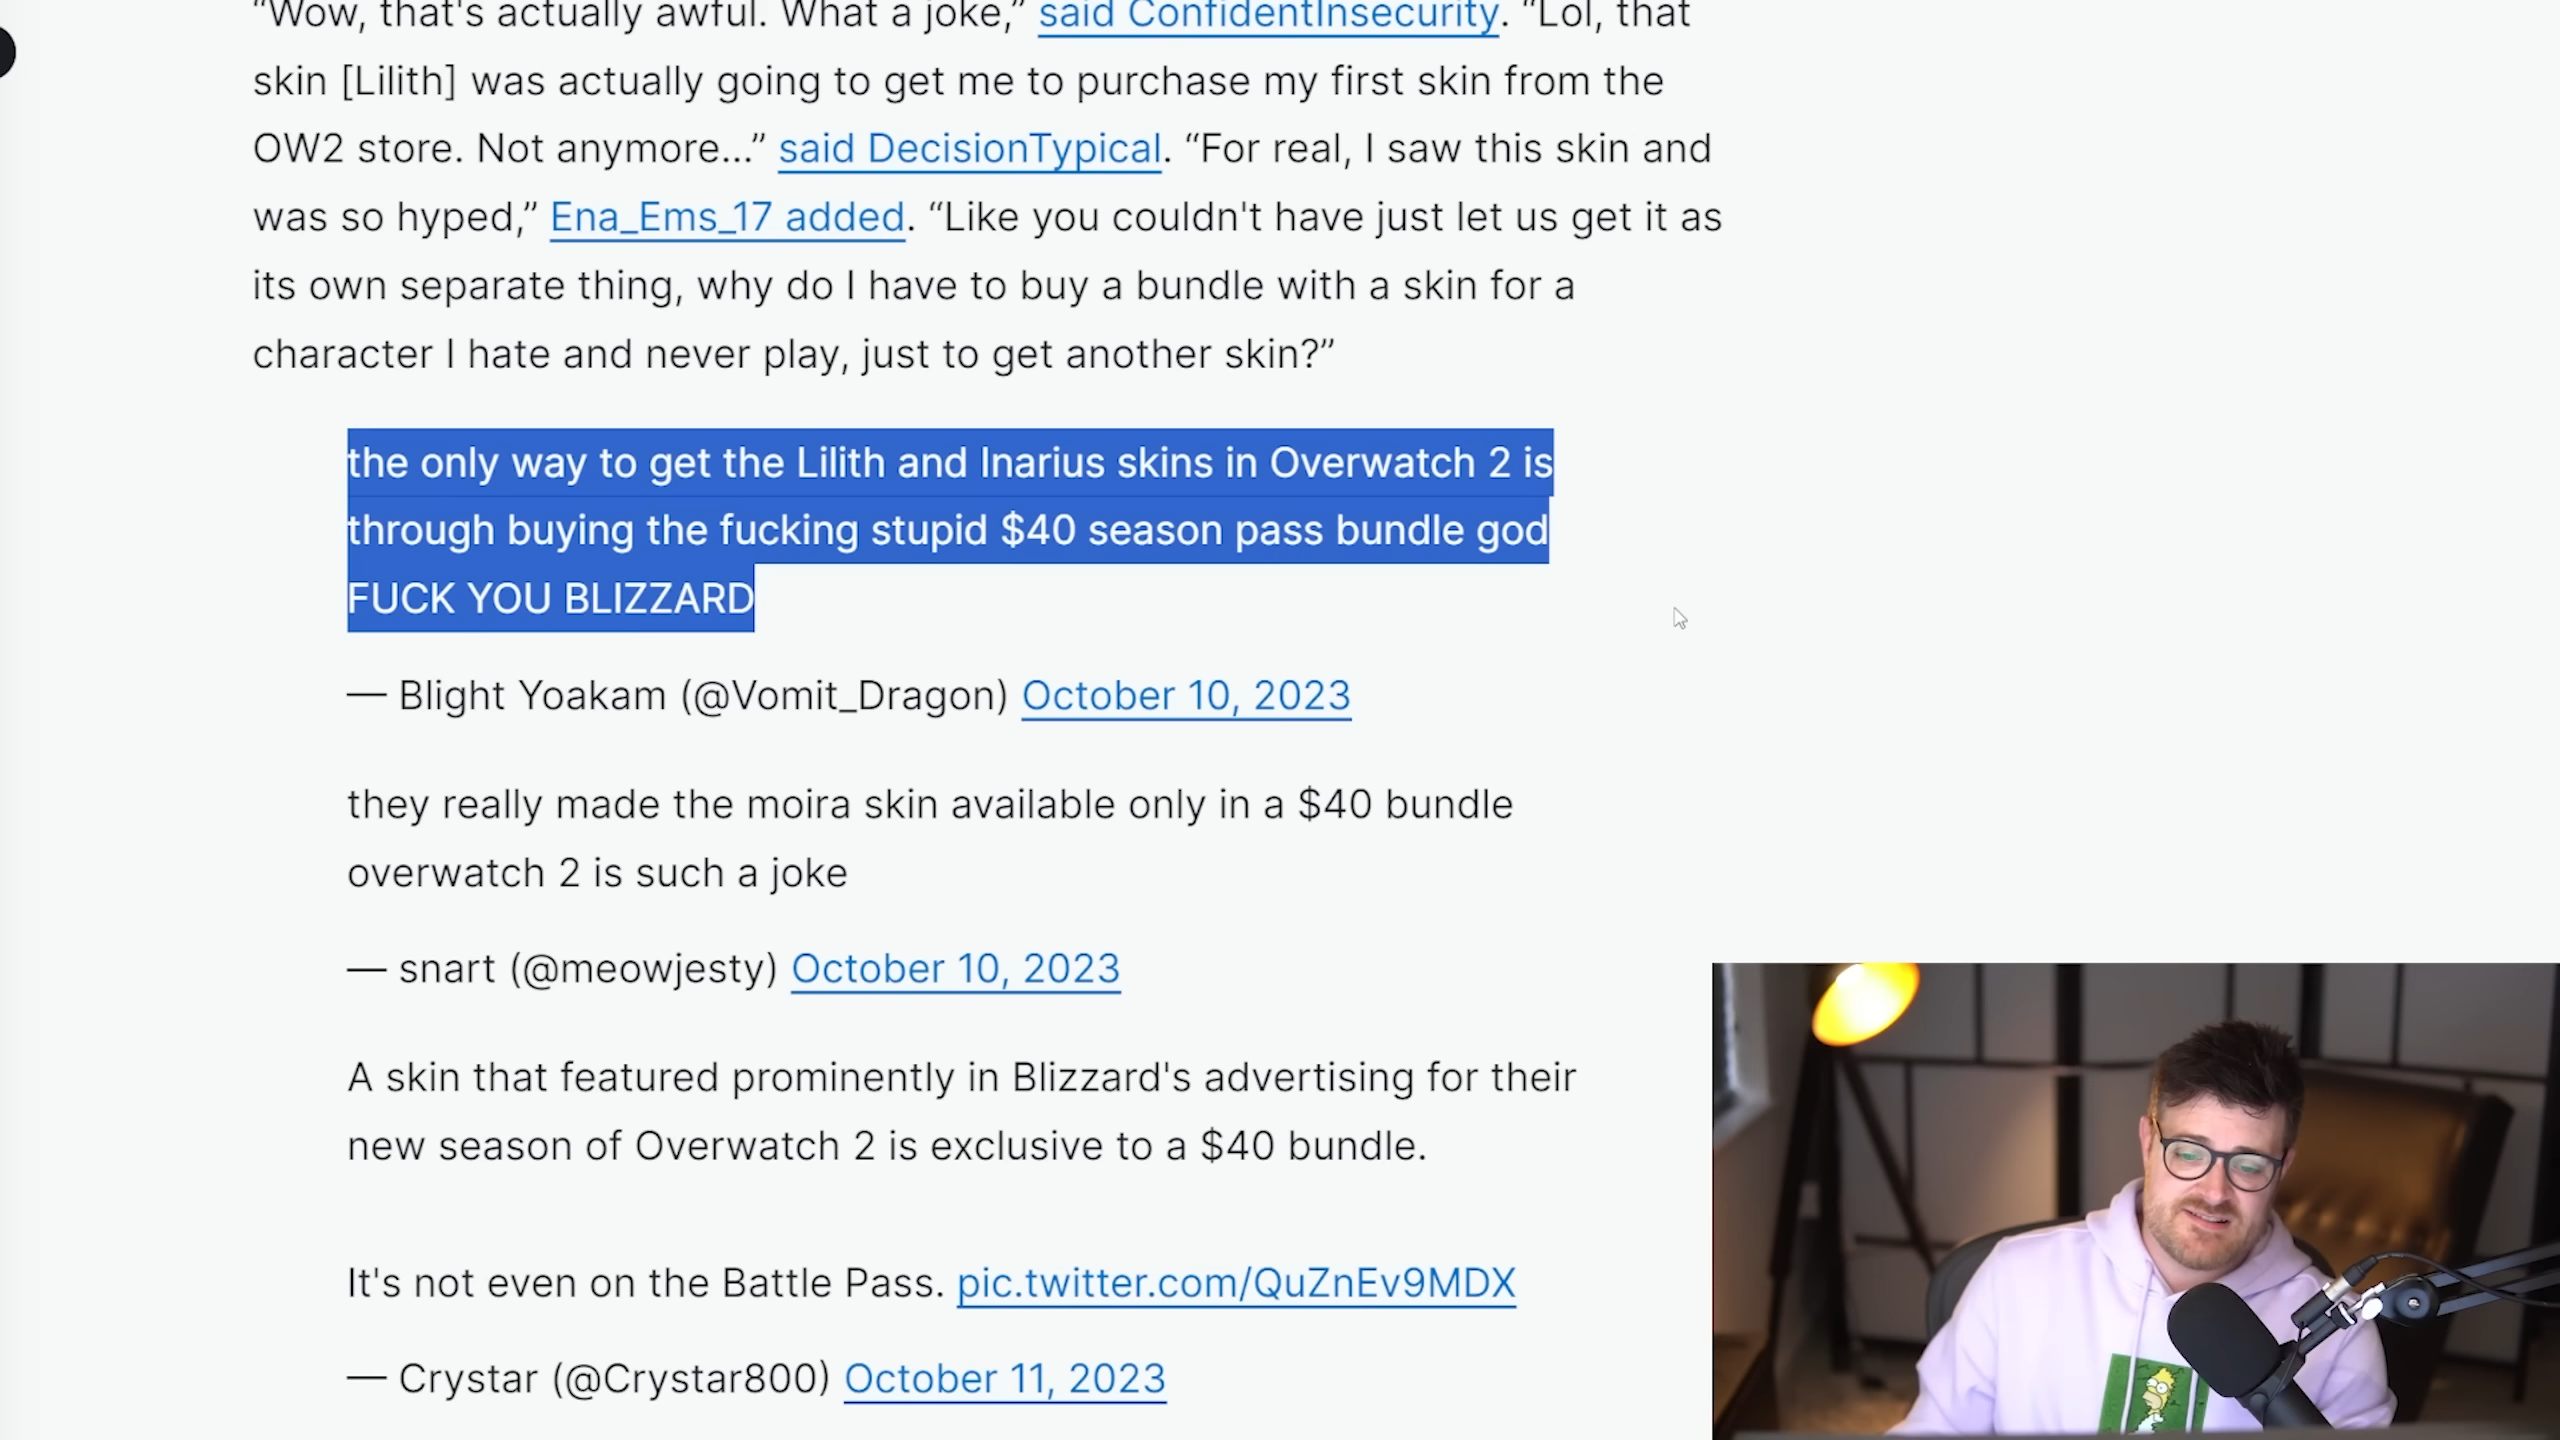 “Wow, that's actually awful. What a joke,” said ConfidentInsecurity. “Lol, that
skin [Lilith] was actually going to get me to purchase my first skin from the
OW2 store. Not anymore...” said DecisionTypical. “For real, I saw this skin and
was so hyped,” Ena_Ems_17 added. “Like you couldn't have just let us get it as
its own separate thing, why do I have to buy a bundle with a skin for a
character I hate and never play, just to get another skin?”
the only way to get the Lilith and Inarius skins in Overwatch 2 is
through buying the fucking stupid $40 season pass bundle god
FUCK YOU BLIZZARD
— Blight Yoakam (@Vomit_Dragon) October 10, 2023
they really made the moira skin available only in a $40 bundle
overwatch 2 is such a joke
— snart (@meowjesty) October 10, 2023
A skin that featured prominently in Blizzard's advertising for their
new season of Overwatch 2 is exclusive to a $40 bundle.
It's not even on the Battle Pass. pic.twitter.com/QuZnEv9MDX
— Crystar (@Crystar800) October 11, 2023